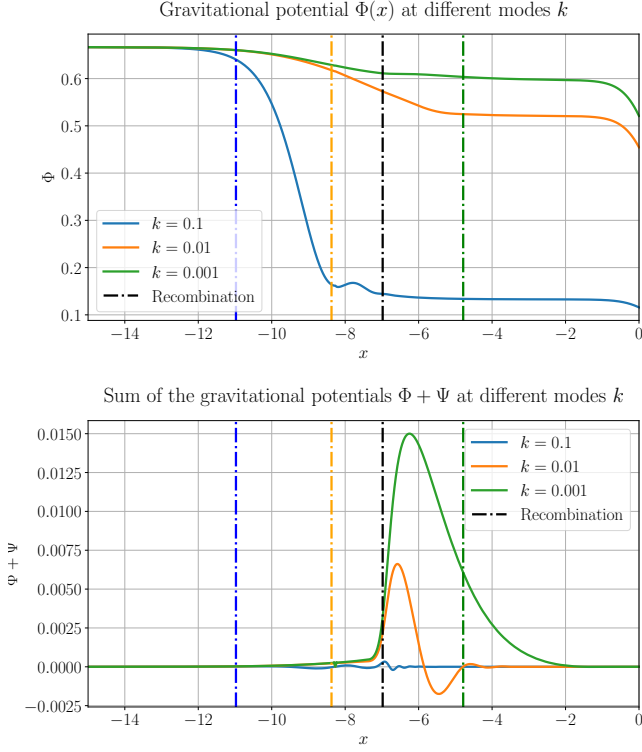 Gravitational potential Φ(x) at different modes k
0.6
0.5
0.4
0.3
0.2
0.1
Φ
k = 0.1
k = 0.01
k = 0.001
Recombination
−14
−12
−10
−8
−6
−4
−2
0
x
Sum of the gravitational potentials Φ + Ψ at different modes k
0.0150
0.0125
0.0100
0.0075
0.0050
0.0025
0.0000
−0.0025
Φ + Ψ
k = 0.1
k = 0.01
k = 0.001
Recombination
−14
−12
−10
−8
−6
−4
−2
0
x